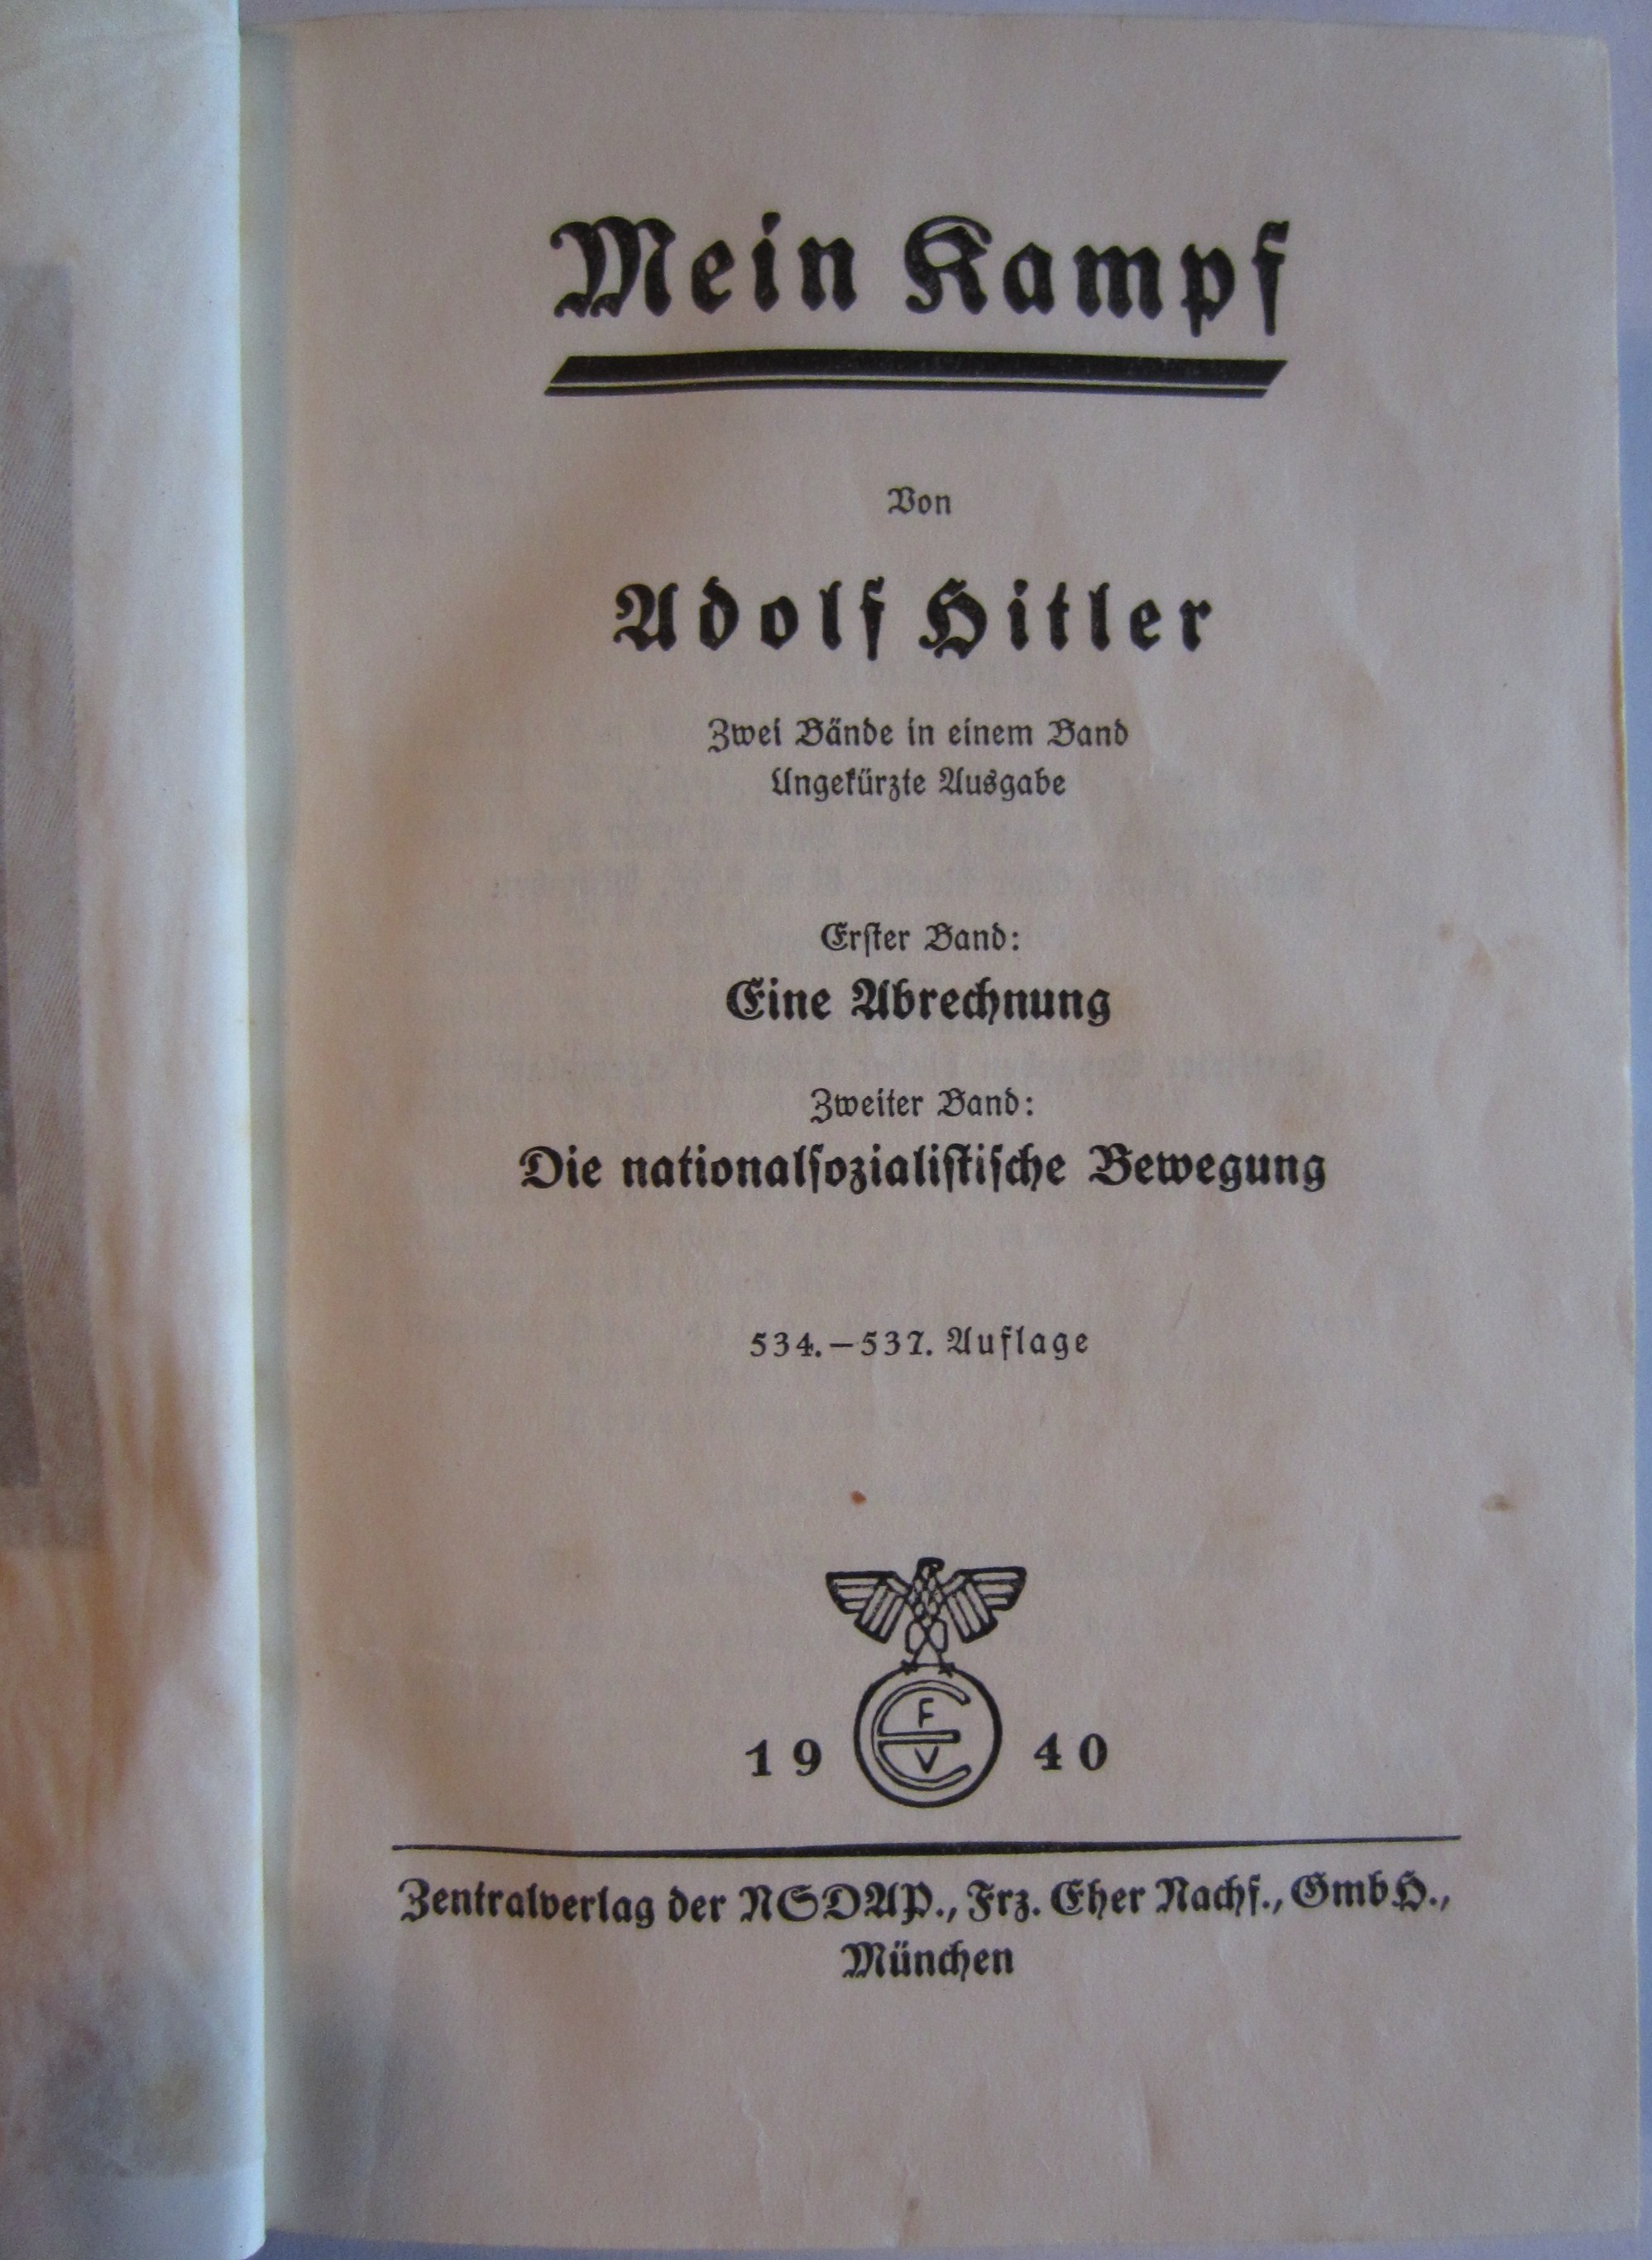 Mein Kampf
Von
Adolf Hitler
Zwei Bände in einem Band
Ungekürzte Ausgabe
Erſter Band:
Eine Abrechnung
Zweiter Band:
Die nationalſozialiſtiſche Bewegung
534.–537. Auflage
F
E
V
19 40
Zentralverlag der NSDAP., Frz. Eher Nachf., GmbH.,
München